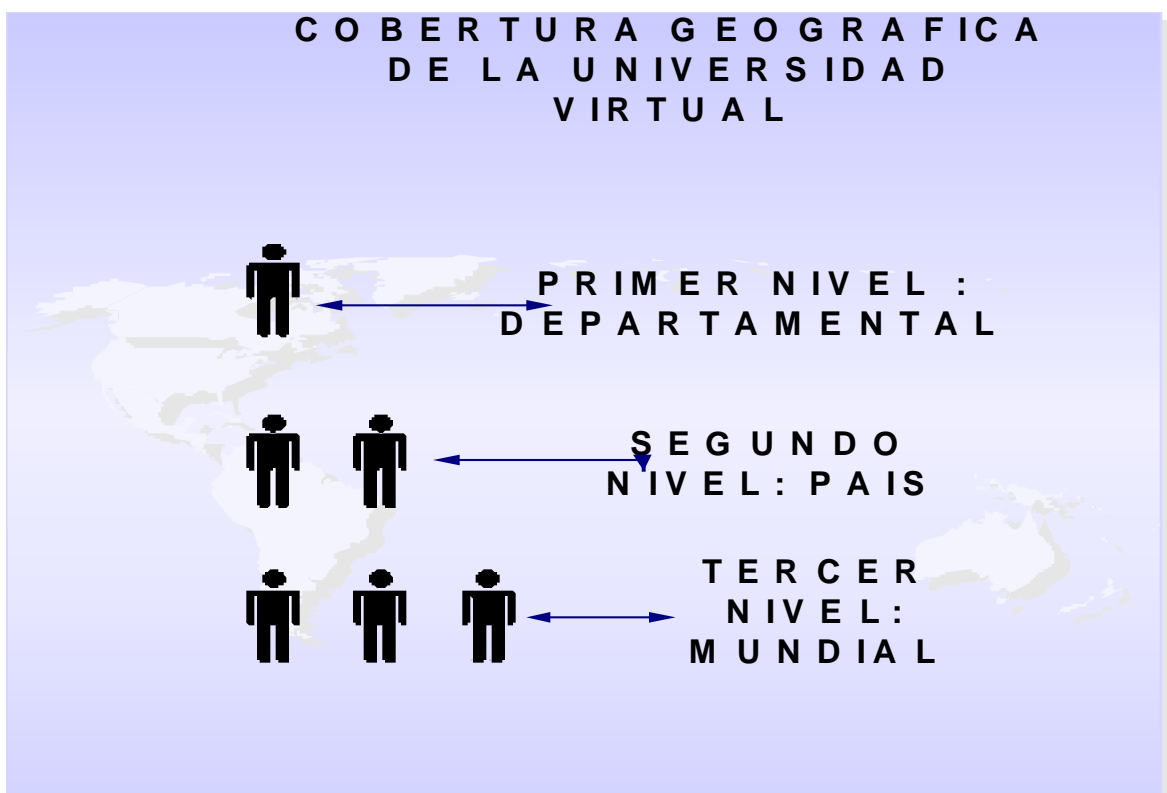 COBERTURA GEOGRAFICA
DE LA UNIVERSIDAD
VIRTUAL
PRIMER NIVEL :
DEPARTAMENTAL
SEGUNDO
NIVEL: PAIS
TERCER
NIVEL:
MUNDIAL